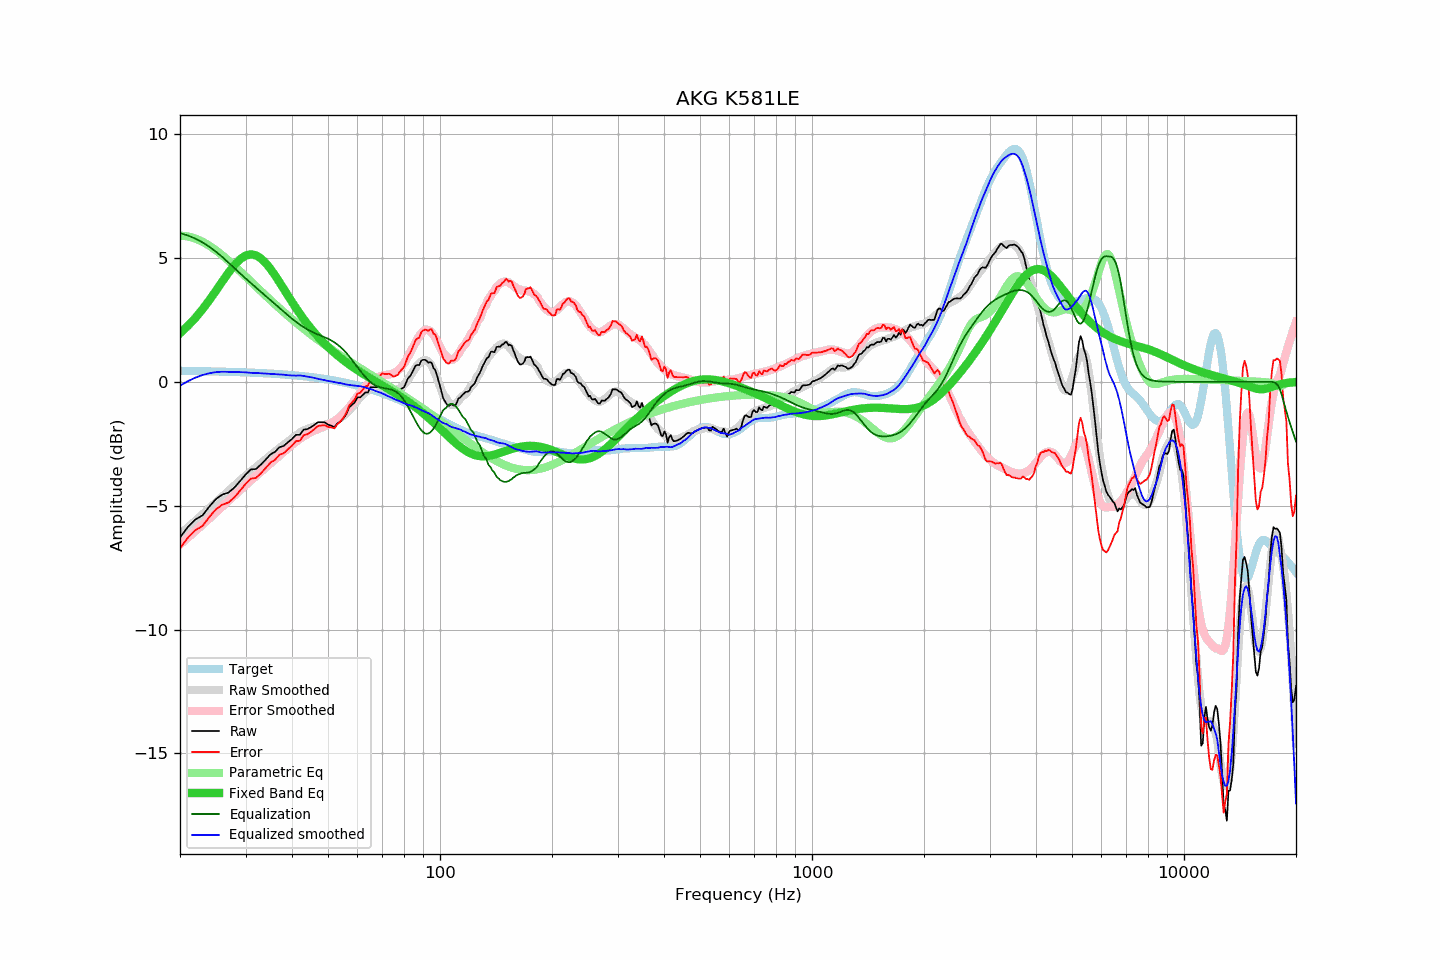 AKG K581LE
10
5
0
−5
−10
−15
Amplitude (dBr)
Target
Raw Smoothed
Error Smoothed
Raw
Error
Parametric Eq
Fixed Band Eq
Equalization
Equalized smoothed
100
1000
10000
Frequency (Hz)